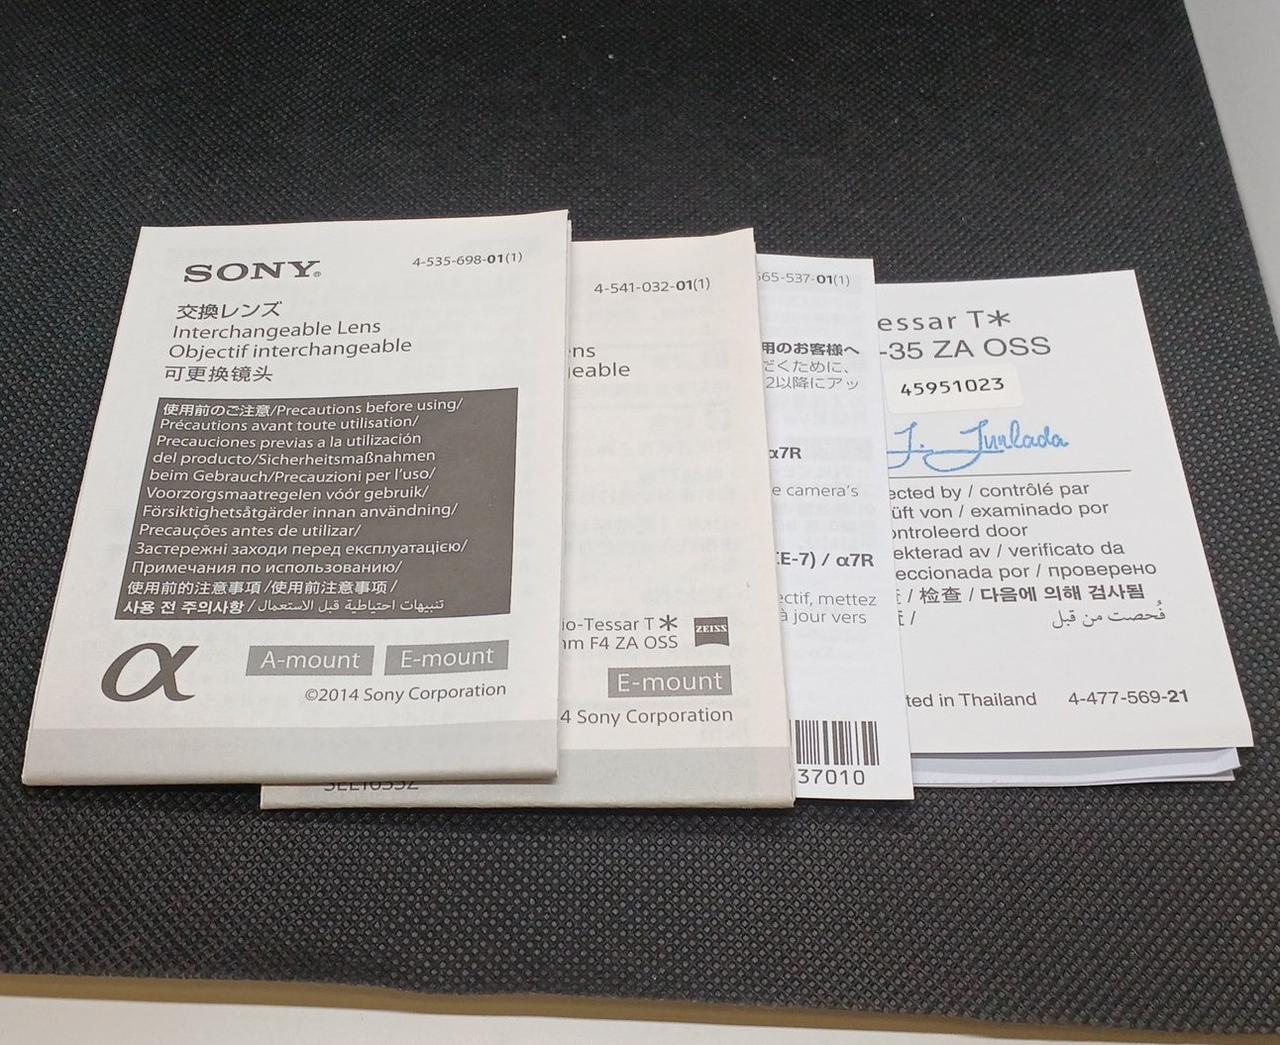 SONY®
4-535-698-01(1)
交換レンズ
Interchangeable Lens
Objectif interchangeable
可更换镜头
使用前のご注意/Precautions before using/
Précautions avant toute utilisation/
Precauciones previas a la utilización
del producto/Sicherheitsmaßnahmen
beim Gebrauch/Precauzioni per l'uso/
Voorzorgsmaatregelen vóór gebruik/
Försiktighetsåtgärder innan användning/
Precauções antes de utilizar/
Застережні заходи перед експлуатацією/
Примечания по использованию/
使用前的注意事項/使用前注意事项/
사용 전 주의사항/تنبيهات احتياطية قبل الاستعمال
α
A-mount E-mount
©2014 Sony Corporation
4-541-032-01(1)
ens
geable
io-Tessar T*
mm F4 ZA OSS
ZEISS
E-mount
4 Sony Corporation
SEL1635Z
565-537-01(1)
用のお客様へ
だくために、
2以降にアッ
α7R
e camera's
EE-7) / α7R
ectif, mettez
à jour vers
37010
essar T*
-35 ZA OSS
45951023
J. Junlada
ected by / contrôlé par
üft von / examinado por
ontroleerd door
ekterad av / verificato da
eccionada por / проверено
/ 检查 / 다음에 의해 검사됨
/ فُحصت من قبل
ted in Thailand 4-477-569-21